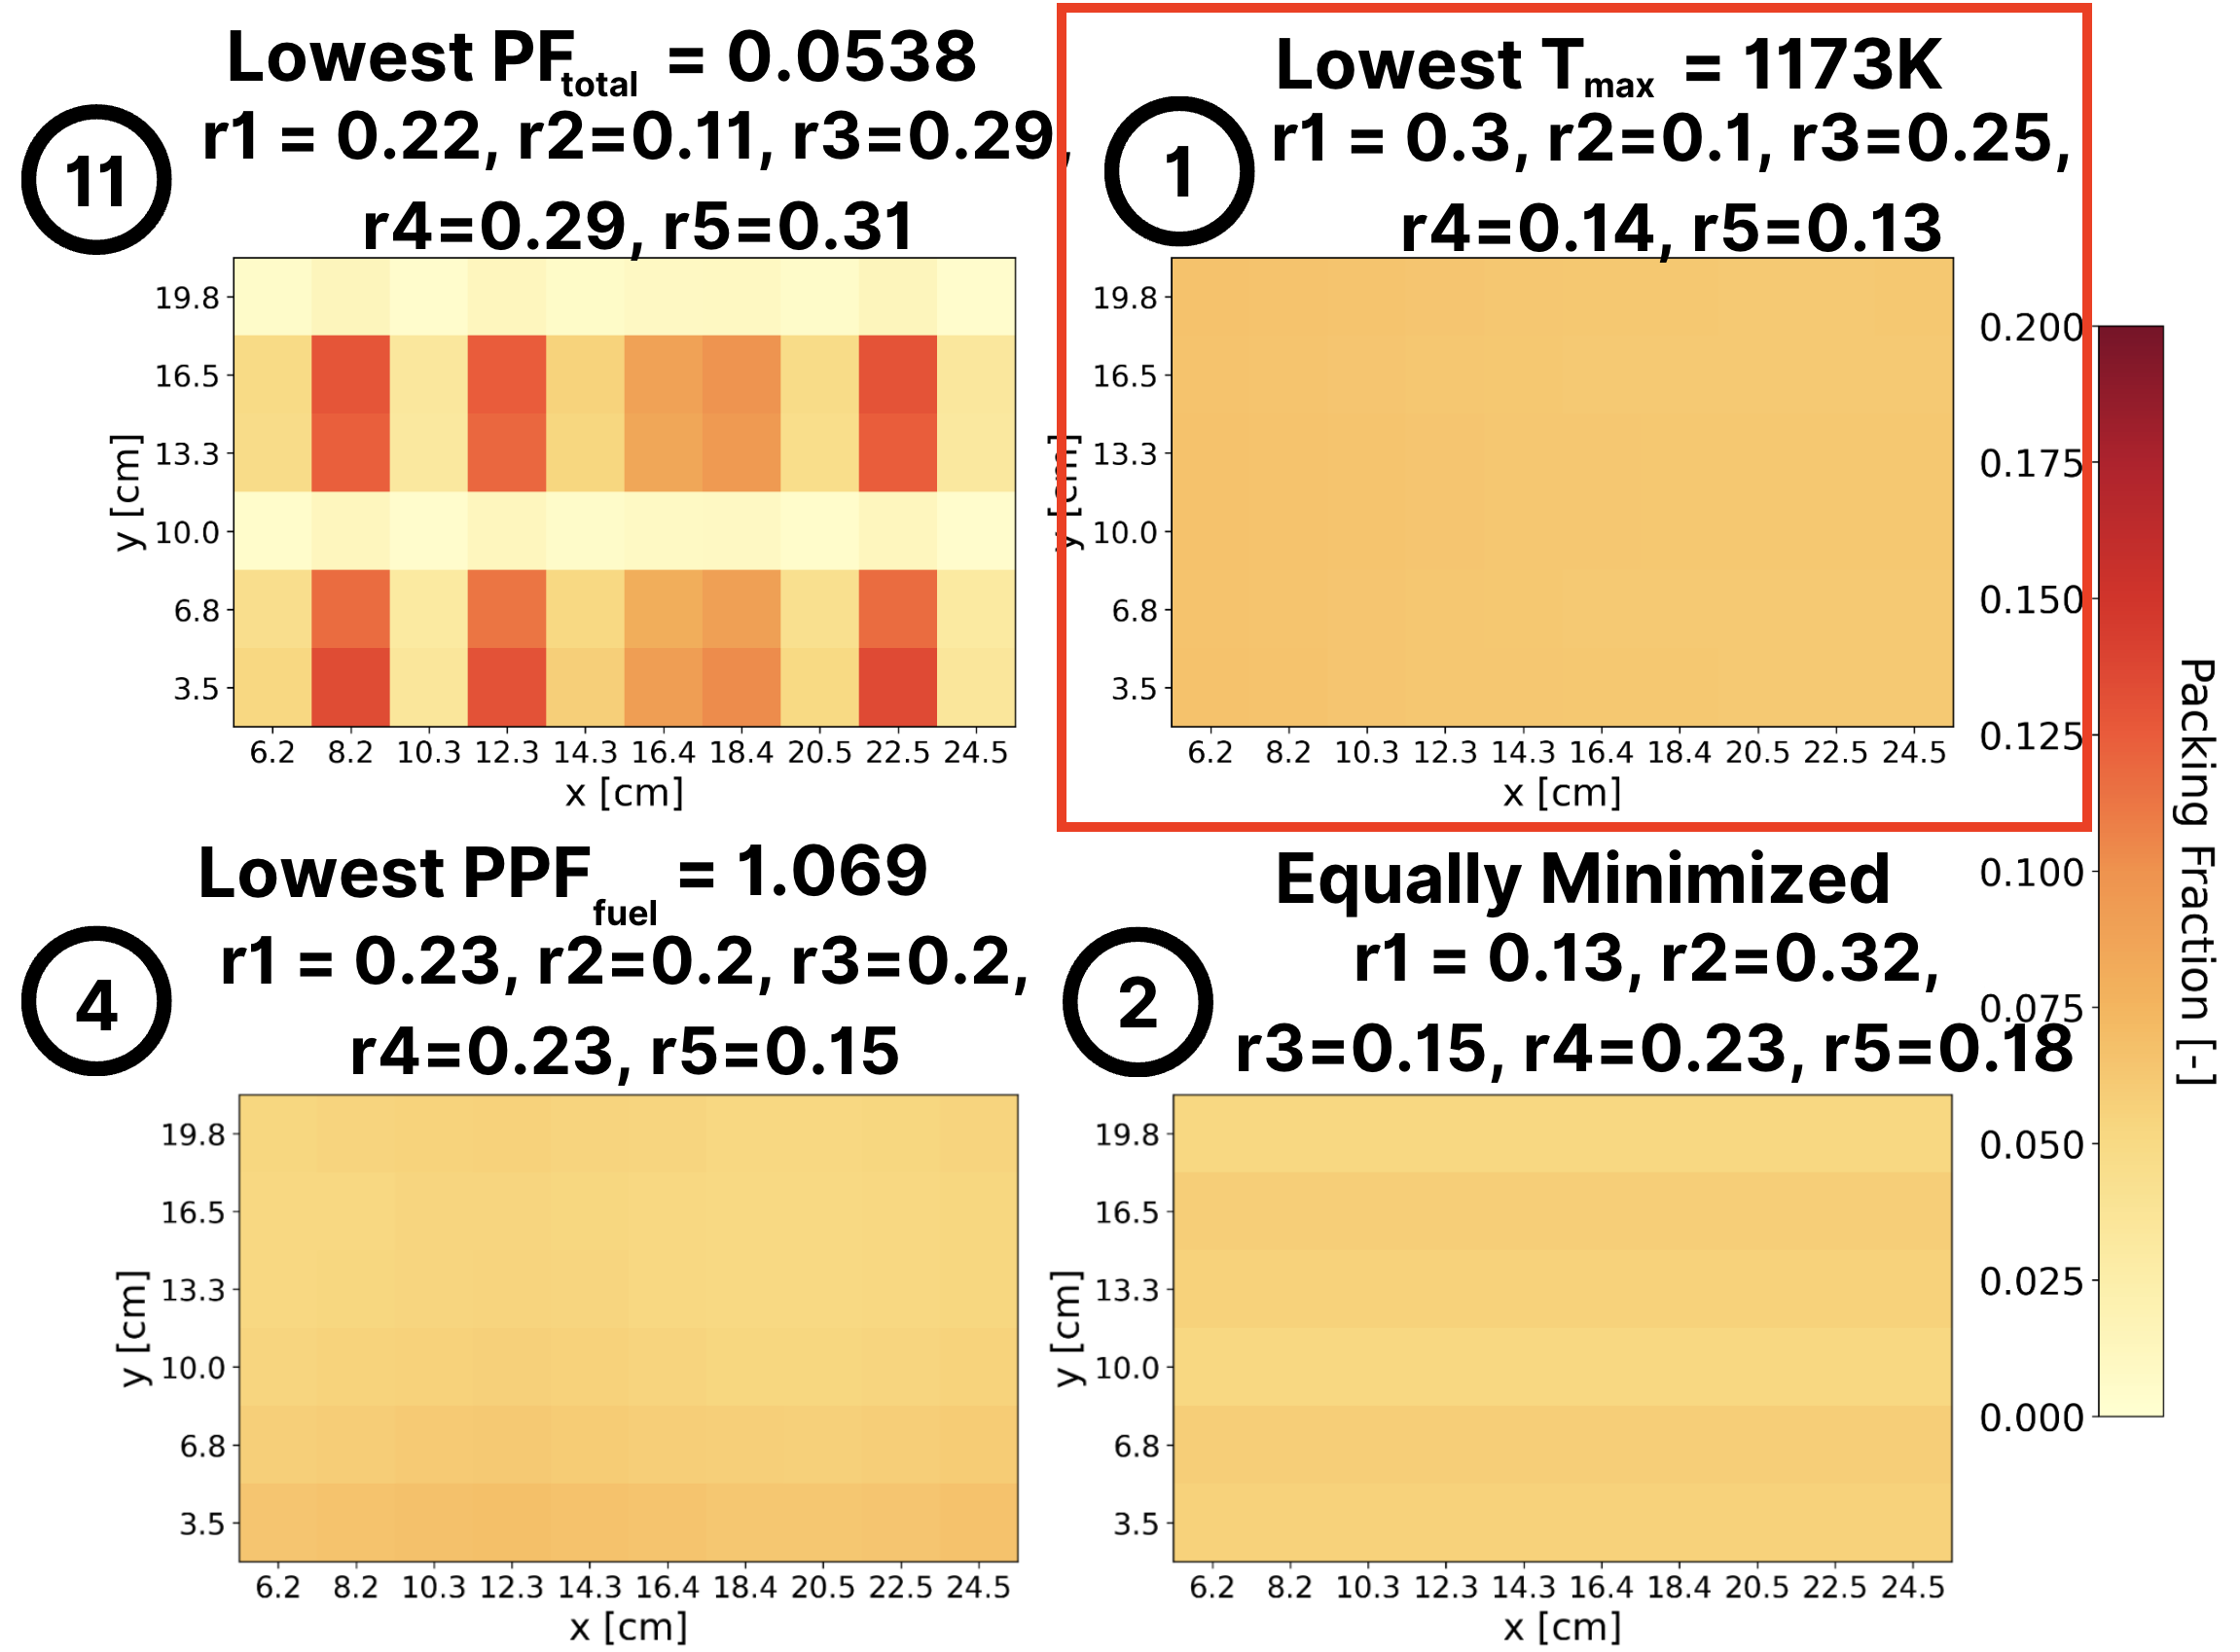 Lowest PFtotal = 0.0538
11
r1 = 0.22, r2=0.11, r3=0.29,
r4=0.29, r5=0.31
19.8
16.5
13.3
10.0
6.8
3.5
y [cm]
6.2 8.2 10.3 12.3 14.3 16.4 18.4 20.5 22.5 24.5
x [cm]
Lowest Tmax = 1173K
1
r1 = 0.3, r2=0.1, r3=0.25,
r4=0.14, r5=0.13
19.8
16.5
13.3
10.0
6.8
3.5
y [cm]
6.2 8.2 10.3 12.3 14.3 16.4 18.4 20.5 22.5 24.5
x [cm]
Lowest PPFfuel = 1.069
4
r1 = 0.23, r2=0.2, r3=0.2,
r4=0.23, r5=0.15
19.8
16.5
13.3
10.0
6.8
3.5
y [cm]
6.2 8.2 10.3 12.3 14.3 16.4 18.4 20.5 22.5 24.5
x [cm]
Equally Minimized
2
r1 = 0.13, r2=0.32,
r3=0.15, r4=0.23, r5=0.18
19.8
16.5
13.3
10.0
6.8
3.5
y [cm]
6.2 8.2 10.3 12.3 14.3 16.4 18.4 20.5 22.5 24.5
x [cm]
0.200
0.175
0.150
0.125
0.100
0.075
0.050
0.025
0.000
Packing Fraction [-]